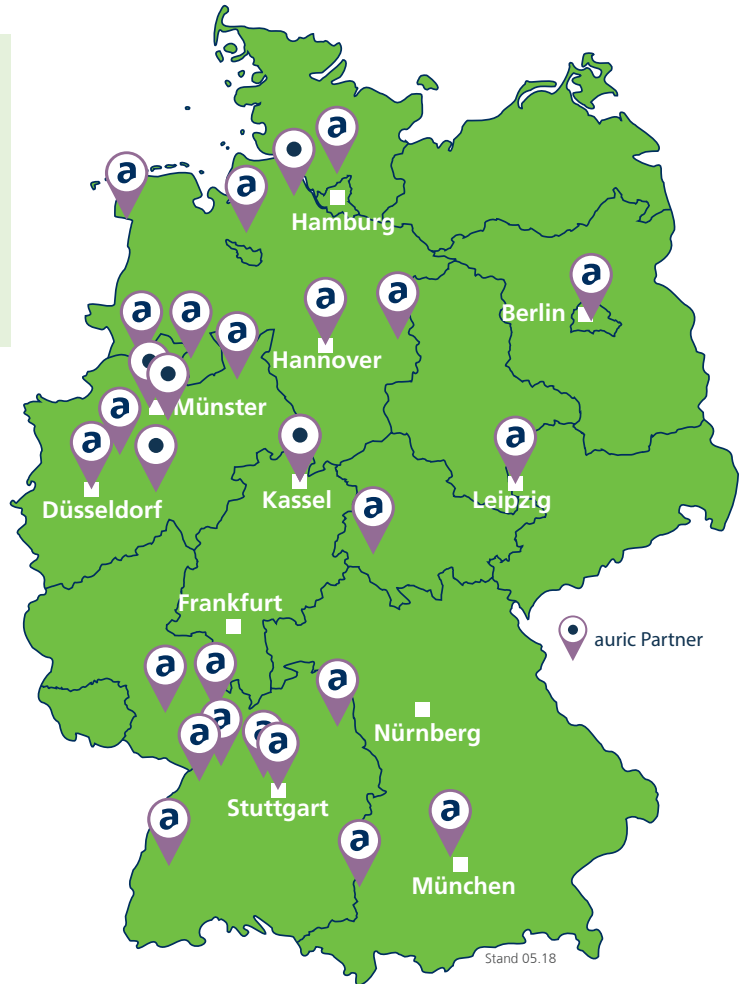 a
a
a
Hamburg
a
Berlin
a
a
a
a
a
Hannover
Münster
a
a
a
Düsseldorf
Kassel
Leipzig
a
Frankfurt
auric Partner
a
a
a
Nürnberg
a
a
a
a
Stuttgart
a
a
a
München
Stand 05.18